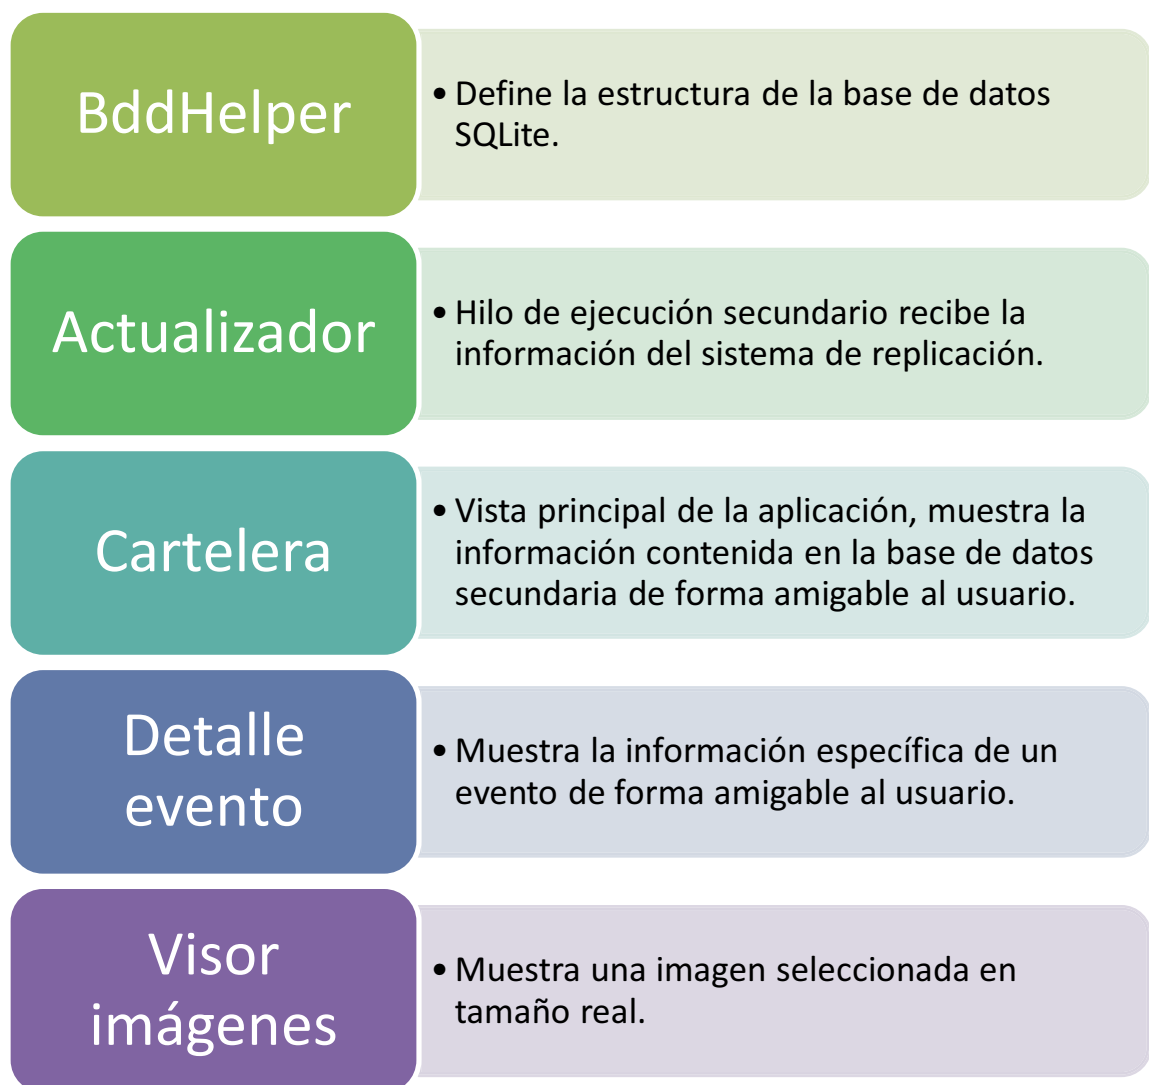 BddHelper
• Define la estructura de la base de datos
SQLite.
Actualizador
• Hilo de ejecución secundario recibe la
información del sistema de replicación.
Cartelera
• Vista principal de la aplicación, muestra la
información contenida en la base de datos
secundaria de forma amigable al usuario.
Detalle
evento
• Muestra la información específica de un
evento de forma amigable al usuario.
Visor
imágenes
• Muestra una imagen seleccionada en
tamaño real.